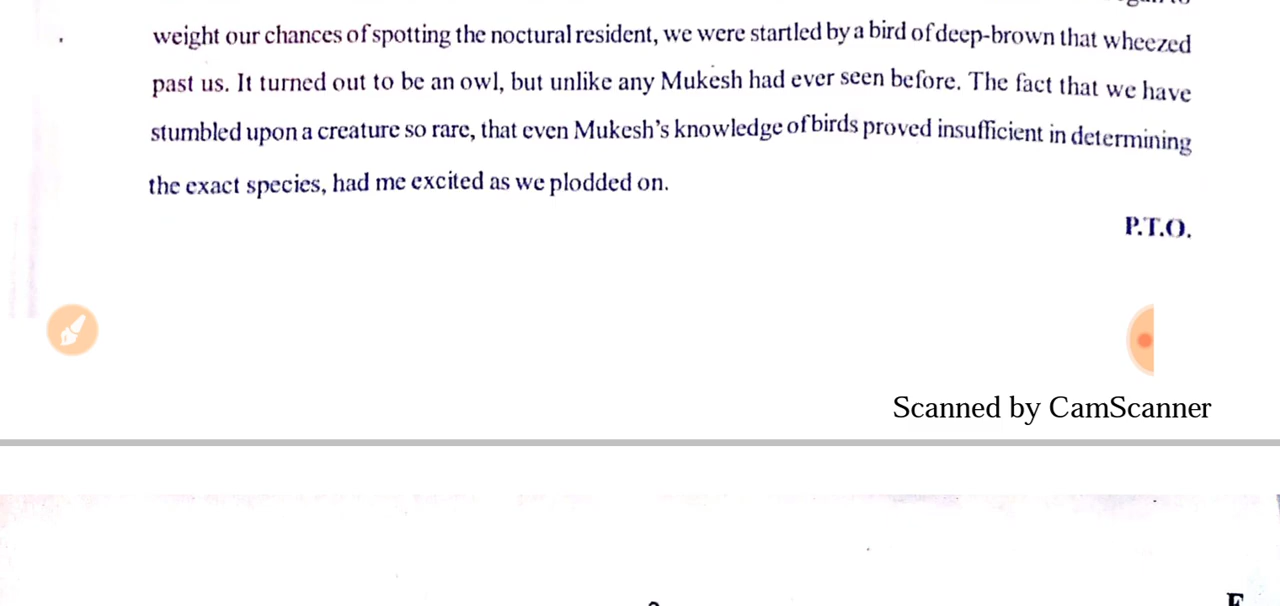 weight our chances of spotting the noctural resident, we were startled by a bird of deep-brown that wheezed
past us. It turned out to be an owl, but unlike any Mukesh had ever seen before. The fact that we have
stumbled upon a creature so rare, that even Mukesh's knowledge of birds proved insufficient in determining
the exact species, had me excited as we plodded on.
P.T.O.
Scanned by CamScanner